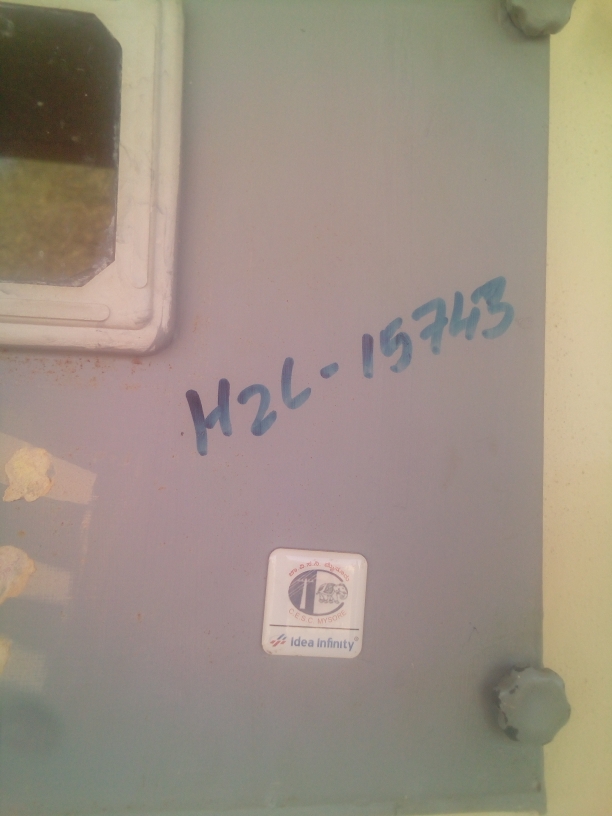 H2L-15743
C.E.S.C. MYSORE
idea infinity